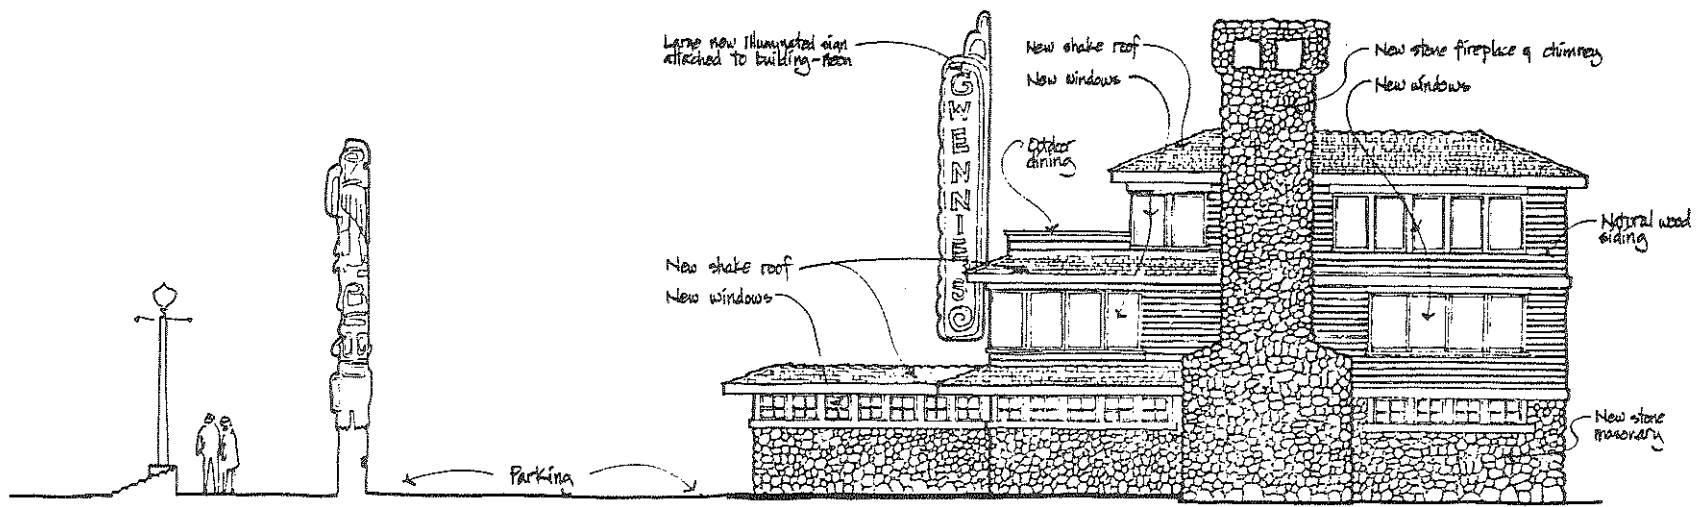 Large new illuminated sign
attached to building-neon
New shake roof
New windows
New stone fireplace & chimney
New windows
GWENNIE'S
Outdoor
dining
Natural wood
siding
New shake roof
New windows
New stone
masonary
Parking